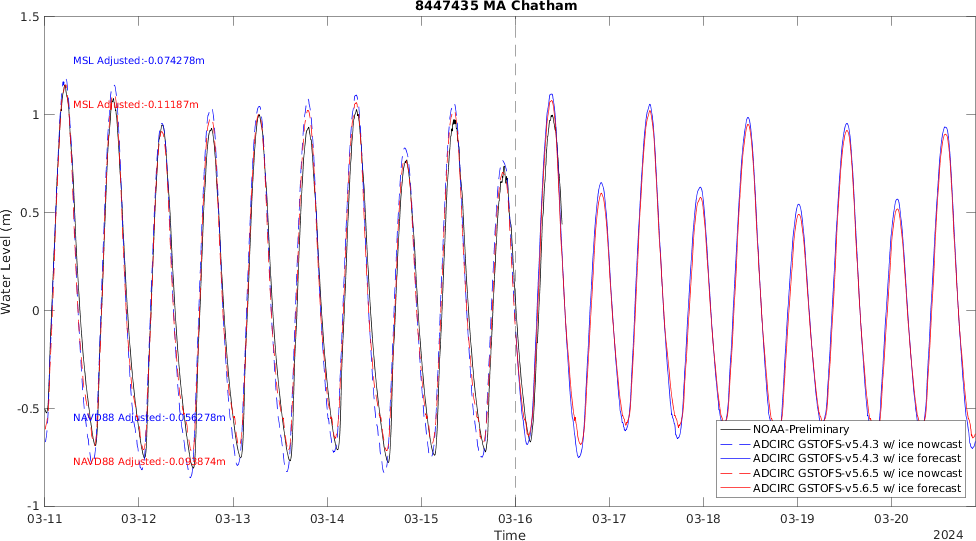 8447435 MA Chatham
1.5
1
0.5
0
-0.5
-1
Water Level (m)
MSL Adjusted:-0.074278m
MSL Adjusted:-0.11187m
NAVD88 Adjusted:-0.056278m
NAVD88 Adjusted:-0.093874m
NOAA-Preliminary
ADCIRC GSTOFS-v5.4.3 w/ ice nowcast
ADCIRC GSTOFS-v5.4.3 w/ ice forecast
ADCIRC GSTOFS-v5.6.5 w/ ice nowcast
ADCIRC GSTOFS-v5.6.5 w/ ice forecast
03-11 03-12 03-13 03-14 03-15 03-16 03-17 03-18 03-19 03-20
Time
2024